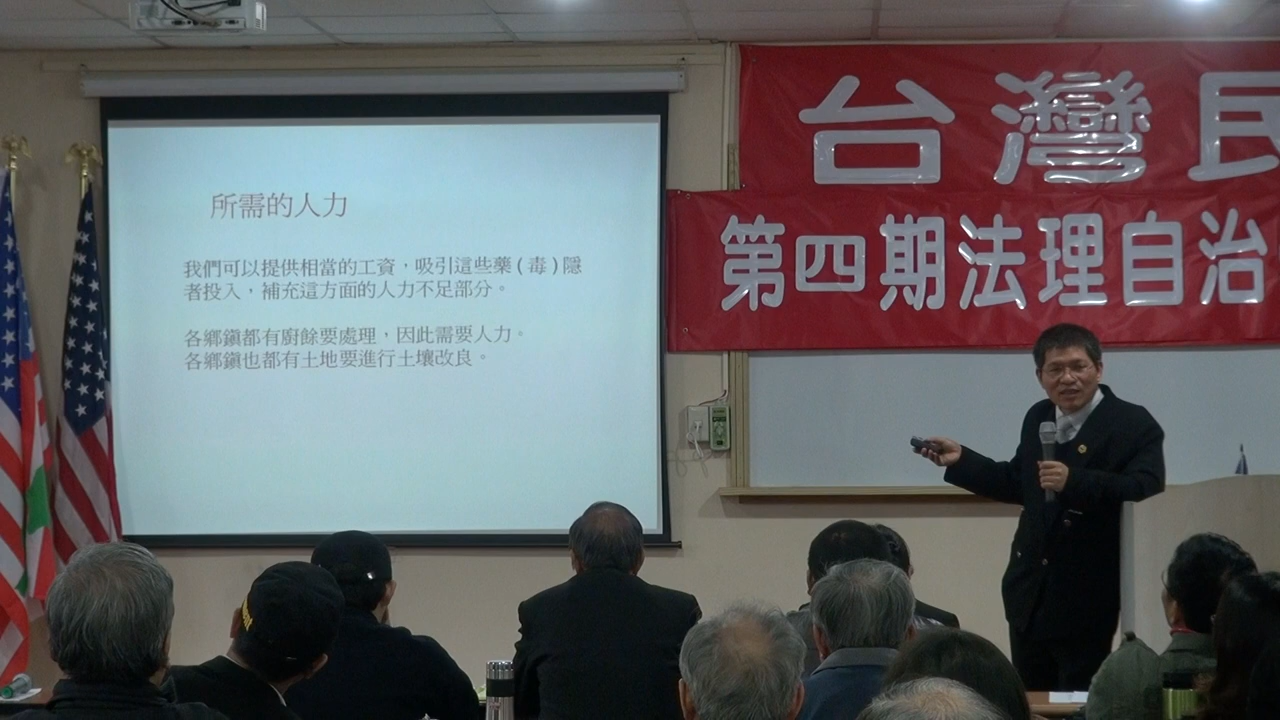 台灣民
第四期法理自治
所需的人力
我們可以提供相當的工資，吸引這些藥(毒)隱
者投入，補充這方面的人力不足部分。
各鄉鎮都有廚餘要處理，因此需要人力。
各鄉鎮也都有土地要進行土壤改良。